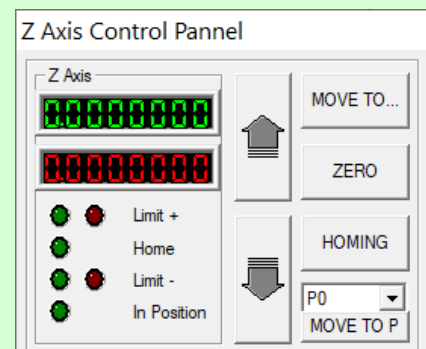 Z Axis Control Pannel
Z Axis
0.0000000
0.0000000
Limit +
Home
Limit -
In Position
MOVE TO...
ZERO
HOMING
P0
MOVE TO P